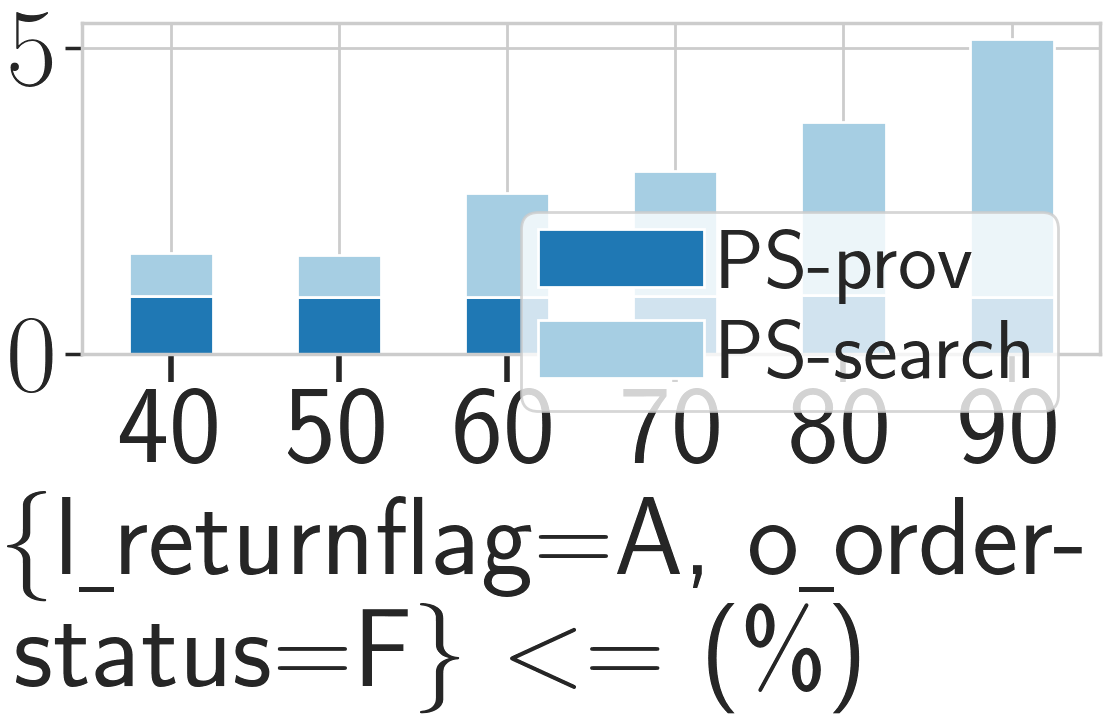 5
0
PS-prov
PS-search
40 50 60 70 80 90
{l_returnflag=A, o_order-
status=F} <= (%)